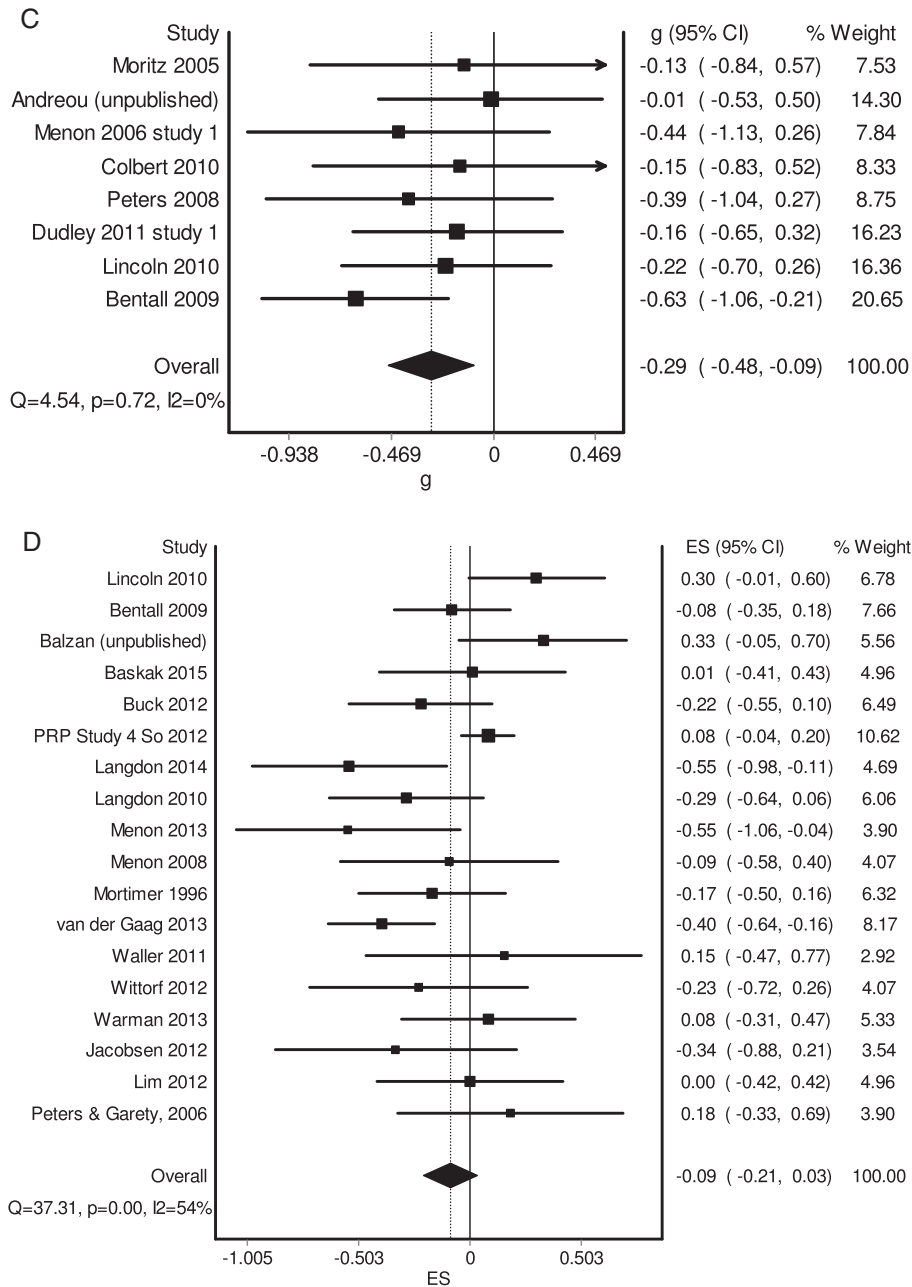 C
Study g (95% CI) % Weight
Moritz 2005 -0.13 ( -0.84, 0.57) 7.53
Andreou (unpublished) -0.01 ( -0.53, 0.50) 14.30
Menon 2006 study 1 -0.44 ( -1.13, 0.26) 7.84
Colbert 2010 -0.15 ( -0.83, 0.52) 8.33
Peters 2008 -0.39 ( -1.04, 0.27) 8.75
Dudley 2011 study 1 -0.16 ( -0.65, 0.32) 16.23
Lincoln 2010 -0.22 ( -0.70, 0.26) 16.36
Bentall 2009 -0.63 ( -1.06, -0.21) 20.65
Overall -0.29 ( -0.48, -0.09) 100.00
Q=4.54, p=0.72, I2=0%
-0.938 -0.469 0 0.469
g
D
Study ES (95% CI) % Weight
Lincoln 2010 0.30 ( -0.01, 0.60) 6.78
Bentall 2009 -0.08 ( -0.35, 0.18) 7.66
Balzan (unpublished) 0.33 ( -0.05, 0.70) 5.56
Baskak 2015 0.01 ( -0.41, 0.43) 4.96
Buck 2012 -0.22 ( -0.55, 0.10) 6.49
PRP Study 4 So 2012 0.08 ( -0.04, 0.20) 10.62
Langdon 2014 -0.55 ( -0.98, -0.11) 4.69
Langdon 2010 -0.29 ( -0.64, 0.06) 6.06
Menon 2013 -0.55 ( -1.06, -0.04) 3.90
Menon 2008 -0.09 ( -0.58, 0.40) 4.07
Mortimer 1996 -0.17 ( -0.50, 0.16) 6.32
van der Gaag 2013 -0.40 ( -0.64, -0.16) 8.17
Waller 2011 0.15 ( -0.47, 0.77) 2.92
Wittorf 2012 -0.23 ( -0.72, 0.26) 4.07
Warman 2013 0.08 ( -0.31, 0.47) 5.33
Jacobsen 2012 -0.34 ( -0.88, 0.21) 3.54
Lim 2012 0.00 ( -0.42, 0.42) 4.96
Peters & Garety, 2006 0.18 ( -0.33, 0.69) 3.90
Overall -0.09 ( -0.21, 0.03) 100.00
Q=37.31, p=0.00, I2=54%
-1.005 -0.503 0 0.503
ES